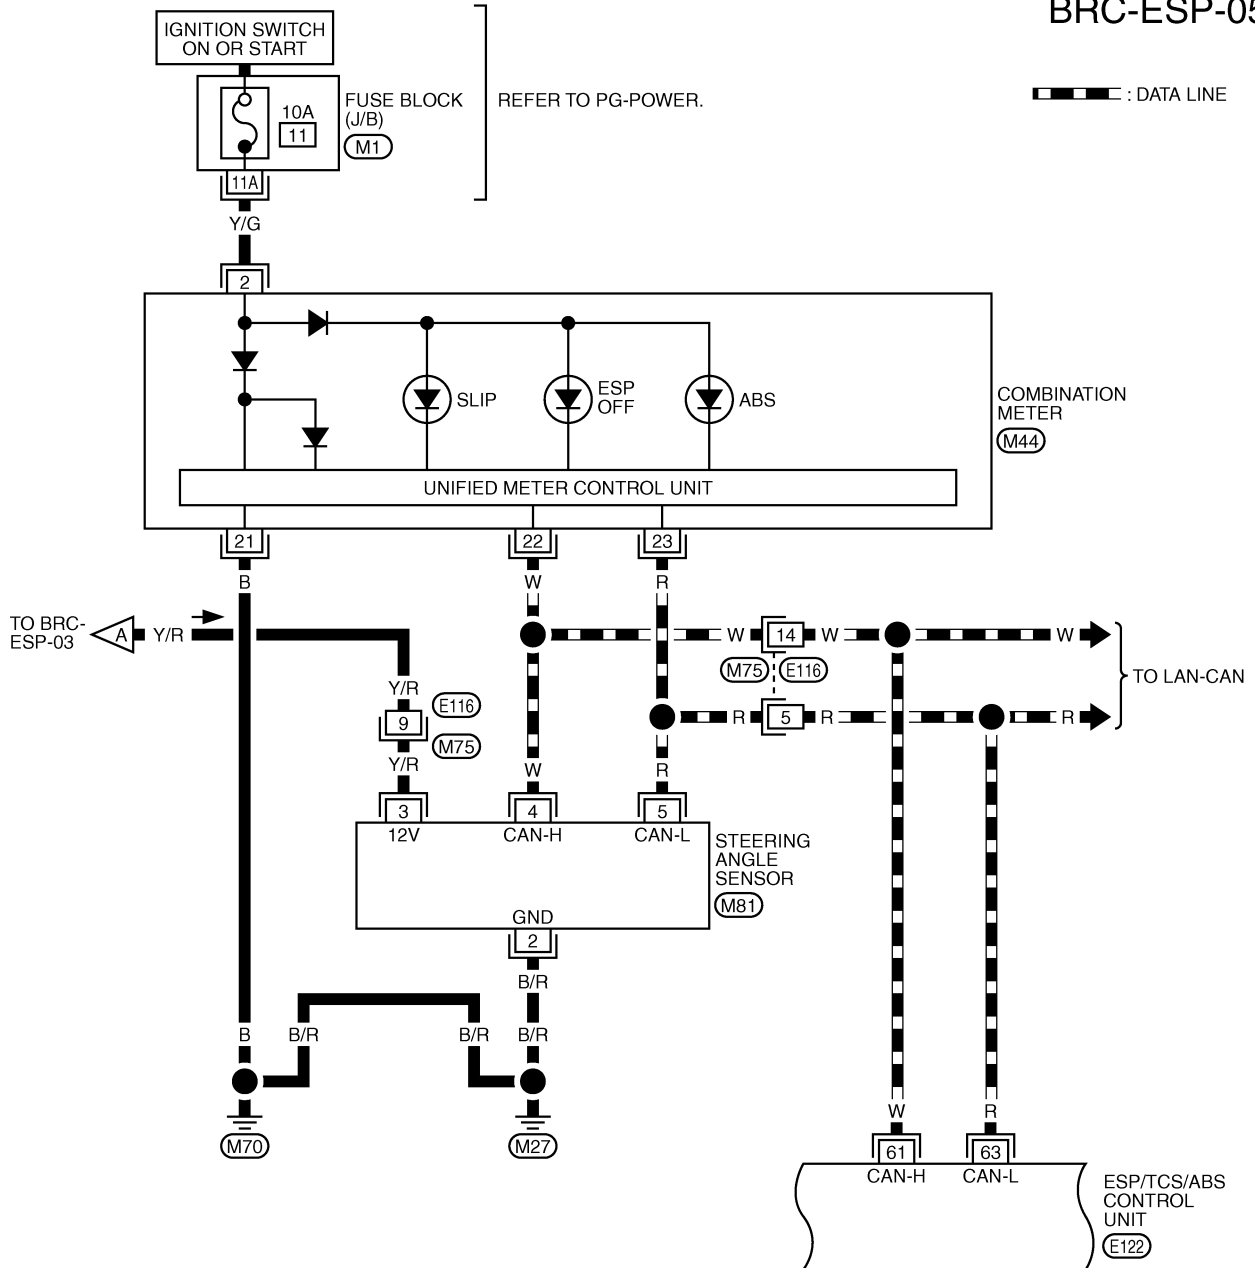 BRC-ESP-05
IGNITION SWITCH
ON OR START
10A
11
FUSE BLOCK
(J/B)
M1
REFER TO PG-POWER.
: DATA LINE
11A
Y/G
2
SLIP
ESP
OFF
ABS
COMBINATION
METER
M44
UNIFIED METER CONTROL UNIT
21
22
23
B
W
R
TO BRC-
ESP-03
A
Y/R
W
14
W
W
M75
E116
TO LAN-CAN
R
5
R
R
Y/R
9
E116
M75
Y/R
W
R
3
4
5
12V
CAN-H
CAN-L
STEERING
ANGLE
SENSOR
M81
GND
2
B/R
B
B/R
B/R
B/R
M70
M27
W
R
61
63
CAN-H
CAN-L
ESP/TCS/ABS
CONTROL
UNIT
E122